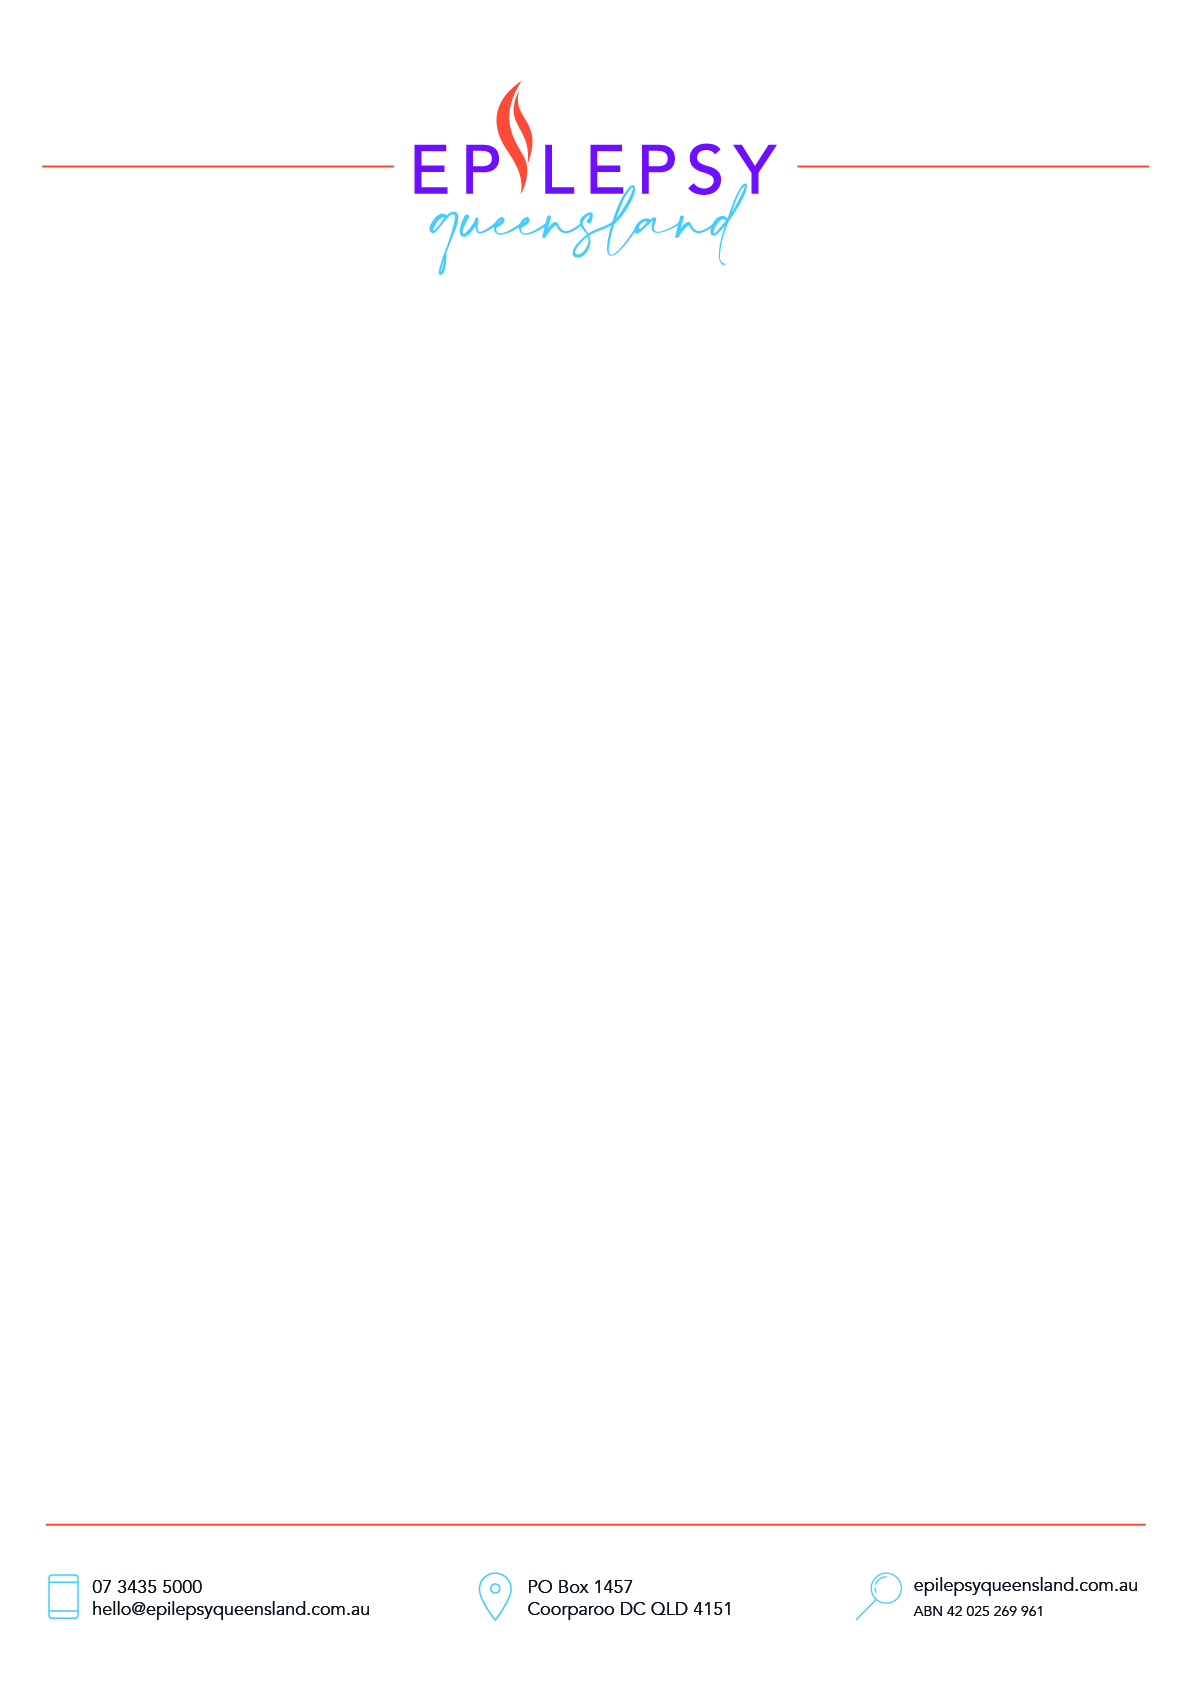 EPILEPSY
queensland
07 3435 5000
hello@epilepsyqueensland.com.au
PO Box 1457
Coorparoo DC QLD 4151
epilepsyqueensland.com.au
ABN 42 025 269 961